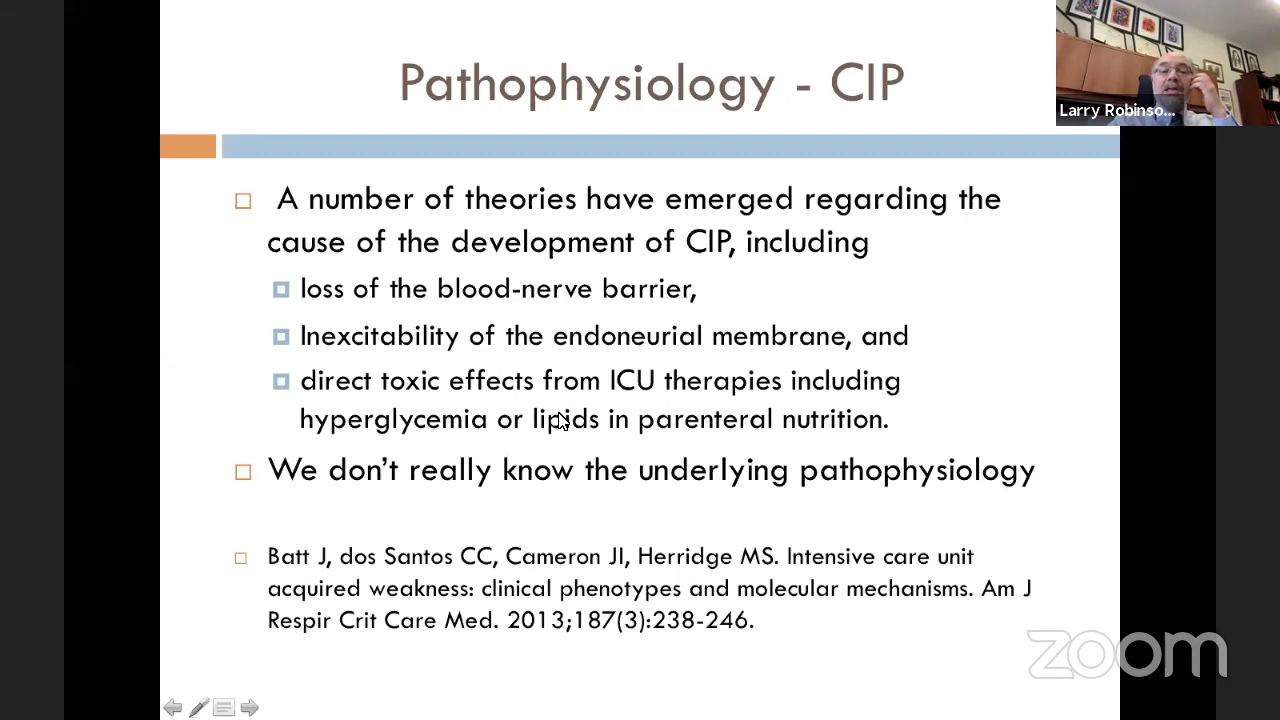 Pathophysiology - CIP
Larry Robinso...
A number of theories have emerged regarding the
cause of the development of CIP, including
loss of the blood-nerve barrier,
Inexcitability of the endoneurial membrane, and
direct toxic effects from ICU therapies including
hyperglycemia or lipids in parenteral nutrition.
We don't really know the underlying pathophysiology
Batt J, dos Santos CC, Cameron JI, Herridge MS. Intensive care unit
acquired weakness: clinical phenotypes and molecular mechanisms. Am J
Respir Crit Care Med. 2013;187(3):238-246.
zoom